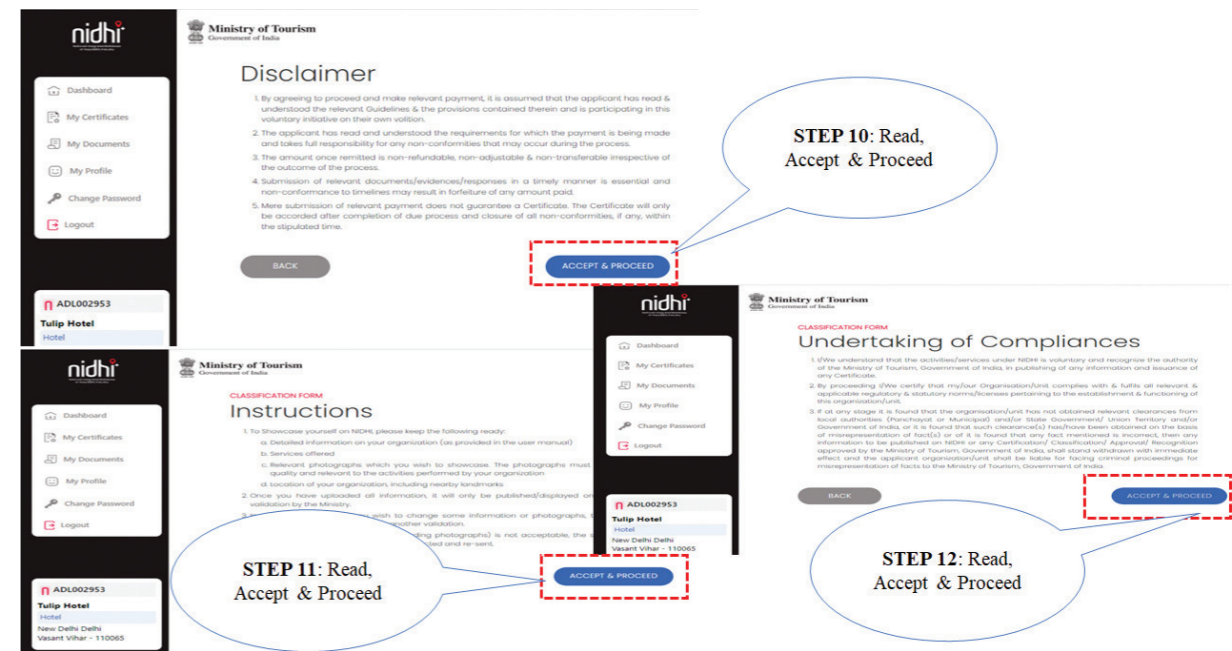 nidhi
Ministry of Tourism
Government of India
Dashboard
My Certificates
My Documents
My Profile
Change Password
Logout
ADL002953
Tulip Hotel
Hotel
Disclaimer
1. By agreeing to proceed and make relevant payment, it is assumed that the applicant has read &
understood the relevant Guidelines & the provisions contained therein and is participating in this
voluntary initiative on their own volition.
2. The applicant has read and understood the requirements for which the payment is being made
and takes full responsibility for any non-conformities that may occur during the process.
3. The amount once remitted is non-refundable, non-adjustable & non-transferable irrespective of
the outcome of the process.
4. Submission of relevant documents/evidences/responses in a timely manner is essential and
non-conformance to timelines may result in forfeiture of any amount paid.
5. Mere submission of relevant payment does not guarantee a Certificate. The Certificate will only
be accorded after completion of due process and closure of all non-conformities, if any, within
the stipulated time.
BACK
ACCEPT & PROCEED
STEP 10: Read,
Accept & Proceed
nidhi
Ministry of Tourism
Government of India
Dashboard
My Certificates
My Documents
My Profile
Change Password
Logout
ADL002953
Tulip Hotel
Hotel
New Delhi Delhi
Vasant Vihar - 110065
CLASSIFICATION FORM
Instructions
1. To Showcase yourself on NIDHI, please keep the following ready:
a. Detailed information on your organization (as provided in the user manual)
b. Services offered
c. Relevant photographs which you wish to showcase. The photographs must
quality and relevant to the activities performed by your organization
d. Location of your organization, including nearby landmarks
2. Once you have uploaded all information, it will only be published/displayed on
validation by the Ministry.
wish to change some information or photographs,
another validation.
photographs) is not acceptable, the
and re-sent.
ACCEPT & PROCEED
STEP 11: Read,
Accept & Proceed
nidhi
Ministry of Tourism
Government of India
Dashboard
My Certificates
My Documents
My Profile
Change Password
Logout
ADL002953
Tulip Hotel
Hotel
New Delhi Delhi
Vasant Vihar - 110065
CLASSIFICATION FORM
Undertaking of Compliances
1. I/We understand that the activities/services under NIDHI is voluntary and recognize the authority
of the Ministry of Tourism, Government of India, in publishing of any information and issuance of
any Certificate.
2. By proceeding I/We certify that my/our Organisation/unit complies with & fulfils all relevant &
applicable regulatory & statutory norms/licenses pertaining to the establishment & functioning of
this organisation/unit.
3. If at any stage it is found that the organisation/unit has not obtained relevant clearances from
local authorities (Panchayat or Municipal) and/or State Government/ Union Territory and/or
Government of India, or it is found that such clearance(s) has/have been obtained on the basis
of misrepresentation of fact(s) or of it is found that any fact mentioned is incorrect, then any
information to be published on NIDHI or any Certification/ Classification/ Approval/ Recognition
approved by the Ministry of Tourism, Government of India, shall stand withdrawn with immediate
effect and the applicant organisation/unit shall be liable for facing criminal proceedings for
misrepresentation of facts to the Ministry of Tourism, Government of India.
BACK
ACCEPT & PROCEED
STEP 12: Read,
Accept & Proceed